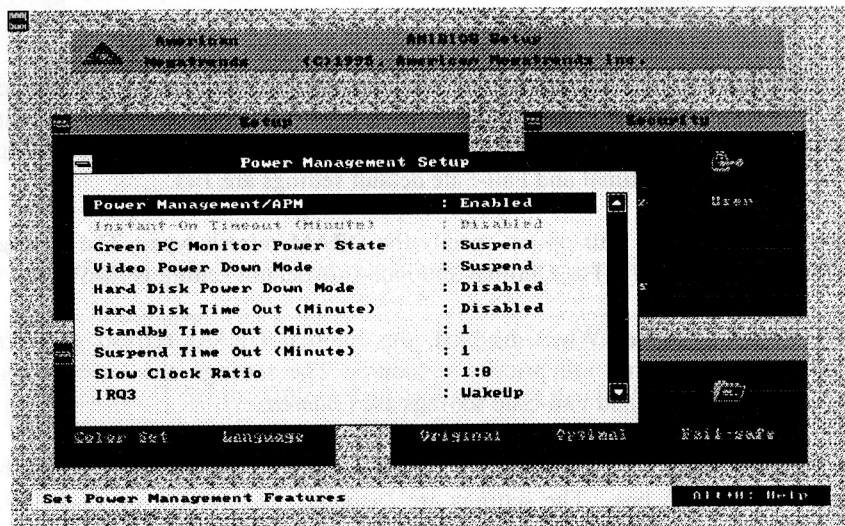 American
Megatrends
AMIBIOS Setup
(C)1995, American Megatrends Inc.
Setup
Security
Power Management Setup
Power Management/APM : Enabled
Instant-On Timeout (Minute) : Disabled
Green PC Monitor Power State : Suspend
Video Power Down Mode : Suspend
Hard Disk Power Down Mode : Disabled
Hard Disk Time Out (Minute) : Disabled
Standby Time Out (Minute) : 1
Suspend Time Out (Minute) : 1
Slow Clock Ratio : 1:8
IRQ3 : WakeUp
User
Color Set
Language
Original
Optimal
Fail-safe
Set Power Management Features
Alt+H: Help